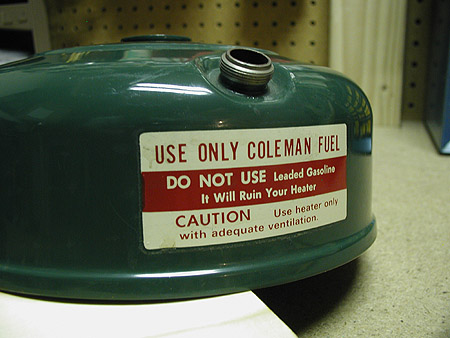 USE ONLY COLEMAN FUEL
DO NOT USE Leaded Gasoline
It Will Ruin Your Heater
CAUTION Use heater only
with adequate ventilation.